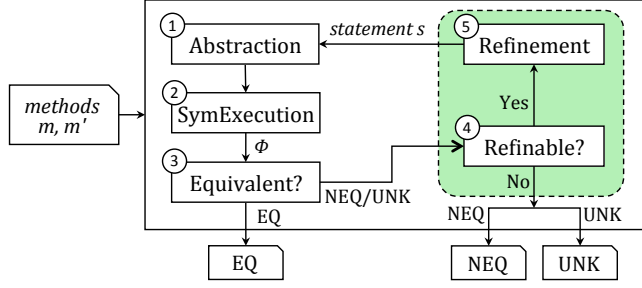 1
Abstraction
statement s
5
Refinement
methods
m, m'
2
SymExecution
Yes
Φ
4
Refinable?
3
Equivalent?
NEQ/UNK
No
EQ
NEQ
UNK
EQ
NEQ
UNK